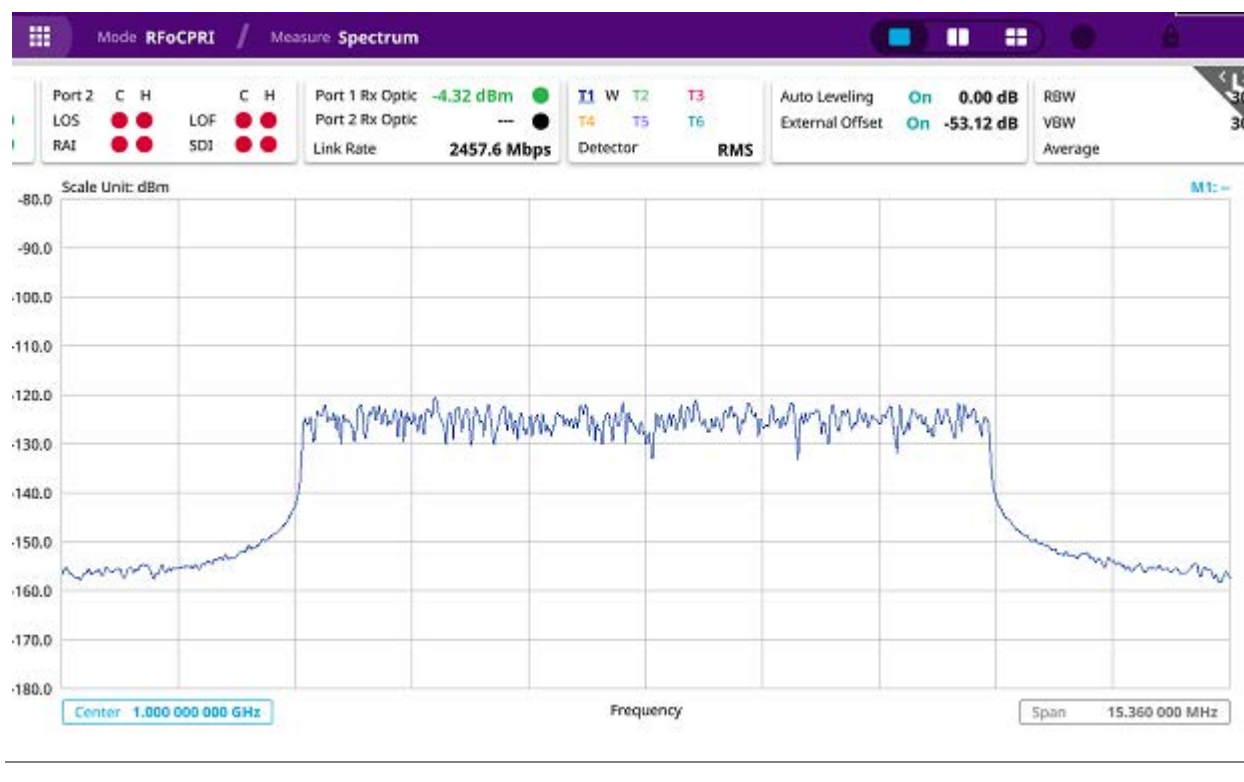 Mode RFoCPRI / Measure Spectrum
Port 2 C H C H
LOS LOF
RAI SDI
Port 1 Rx Optic -4.32 dBm
Port 2 Rx Optic ---
Link Rate 2457.6 Mbps
T1 W T2 T3
T4 T5 T6
Detector RMS
Auto Leveling On 0.00 dB
External Offset On -53.12 dB
RBW
VBW
Average
Scale Unit: dBm
M1: --
-80.0
-90.0
-100.0
-110.0
-120.0
-130.0
-140.0
-150.0
-160.0
-170.0
-180.0
Center 1.000 000 000 GHz
Frequency
Span 15.360 000 MHz